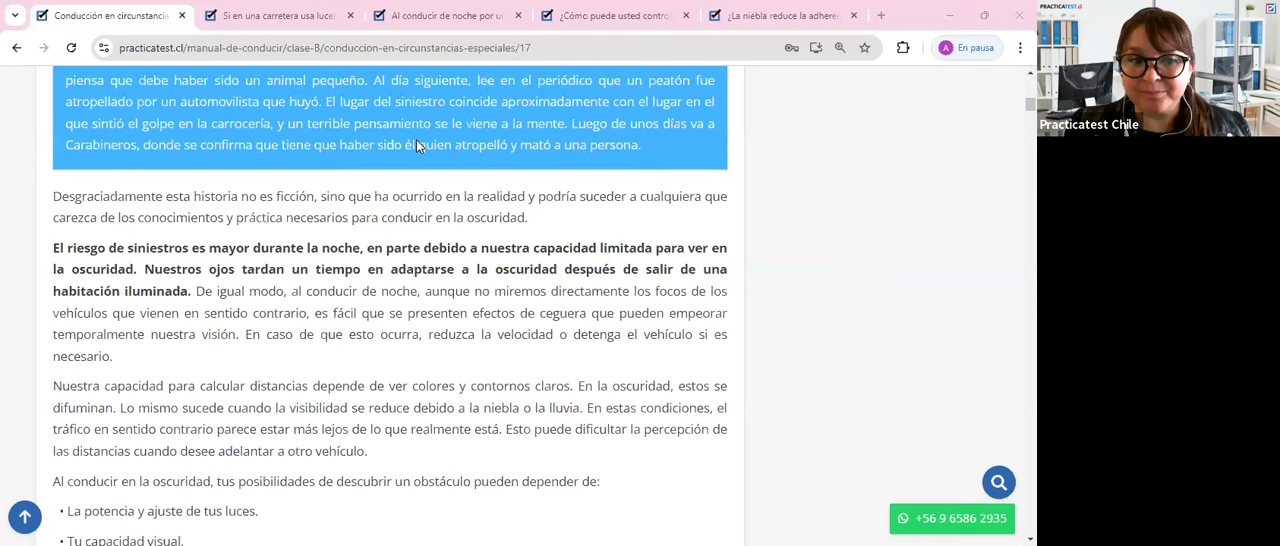 Conducción en circunstancia
Si en una carretera usa luce
Al conducir de noche por u
¿Cómo puede usted contro
¿La niebla reduce la adhere
practicatest.cl/manual-de-conducir/clase-B/conduccion-en-circunstancias-especiales/17
A
En pausa
piensa que debe haber sido un animal pequeño. Al día siguiente, lee en el periódico que un peatón fue
atropellado por un automovilista que huyó. El lugar del siniestro coincide aproximadamente con el lugar en el
que sintió el golpe en la carrocería, y un terrible pensamiento se le viene a la mente. Luego de unos días va a
Carabineros, donde se confirma que tiene que haber sido él quien atropelló y mató a una persona.
Desgraciadamente esta historia no es ficción, sino que ha ocurrido en la realidad y podría suceder a cualquiera que
carezca de los conocimientos y práctica necesarios para conducir en la oscuridad.
El riesgo de siniestros es mayor durante la noche, en parte debido a nuestra capacidad limitada para ver en
la oscuridad. Nuestros ojos tardan un tiempo en adaptarse a la oscuridad después de salir de una
habitación iluminada. De igual modo, al conducir de noche, aunque no miremos directamente los focos de los
vehículos que vienen en sentido contrario, es fácil que se presenten efectos de ceguera que pueden empeorar
temporalmente nuestra visión. En caso de que esto ocurra, reduzca la velocidad o detenga el vehículo si es
necesario.
Nuestra capacidad para calcular distancias depende de ver colores y contornos claros. En la oscuridad, estos se
difuminan. Lo mismo sucede cuando la visibilidad se reduce debido a la niebla o la lluvia. En estas condiciones, el
tráfico en sentido contrario parece estar más lejos de lo que realmente está. Esto puede dificultar la percepción de
las distancias cuando desee adelantar a otro vehículo.
Al conducir en la oscuridad, tus posibilidades de descubrir un obstáculo pueden depender de:
• La potencia y ajuste de tus luces.
• Tu capacidad visual.
+56 9 6586 2935
PRACTICATEST.CL
Practicatest Chile